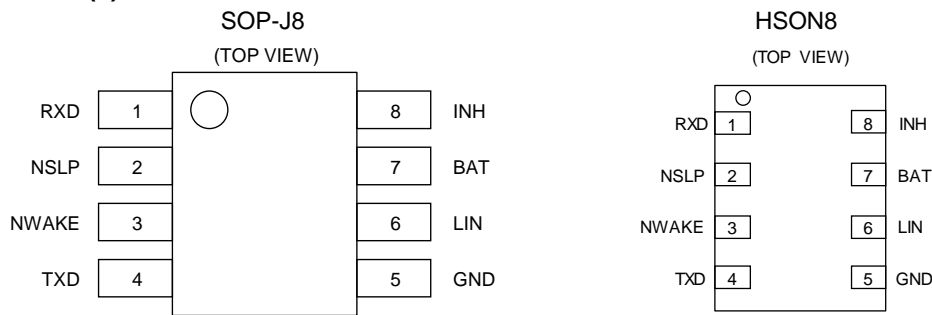 SOP-J8
(TOP VIEW)
RXD 1 8 INH
NSLP 2 7 BAT
NWAKE 3 6 LIN
TXD 4 5 GND
HSON8
(TOP VIEW)
RXD 1 8 INH
NSLP 2 7 BAT
NWAKE 3 6 LIN
TXD 4 5 GND